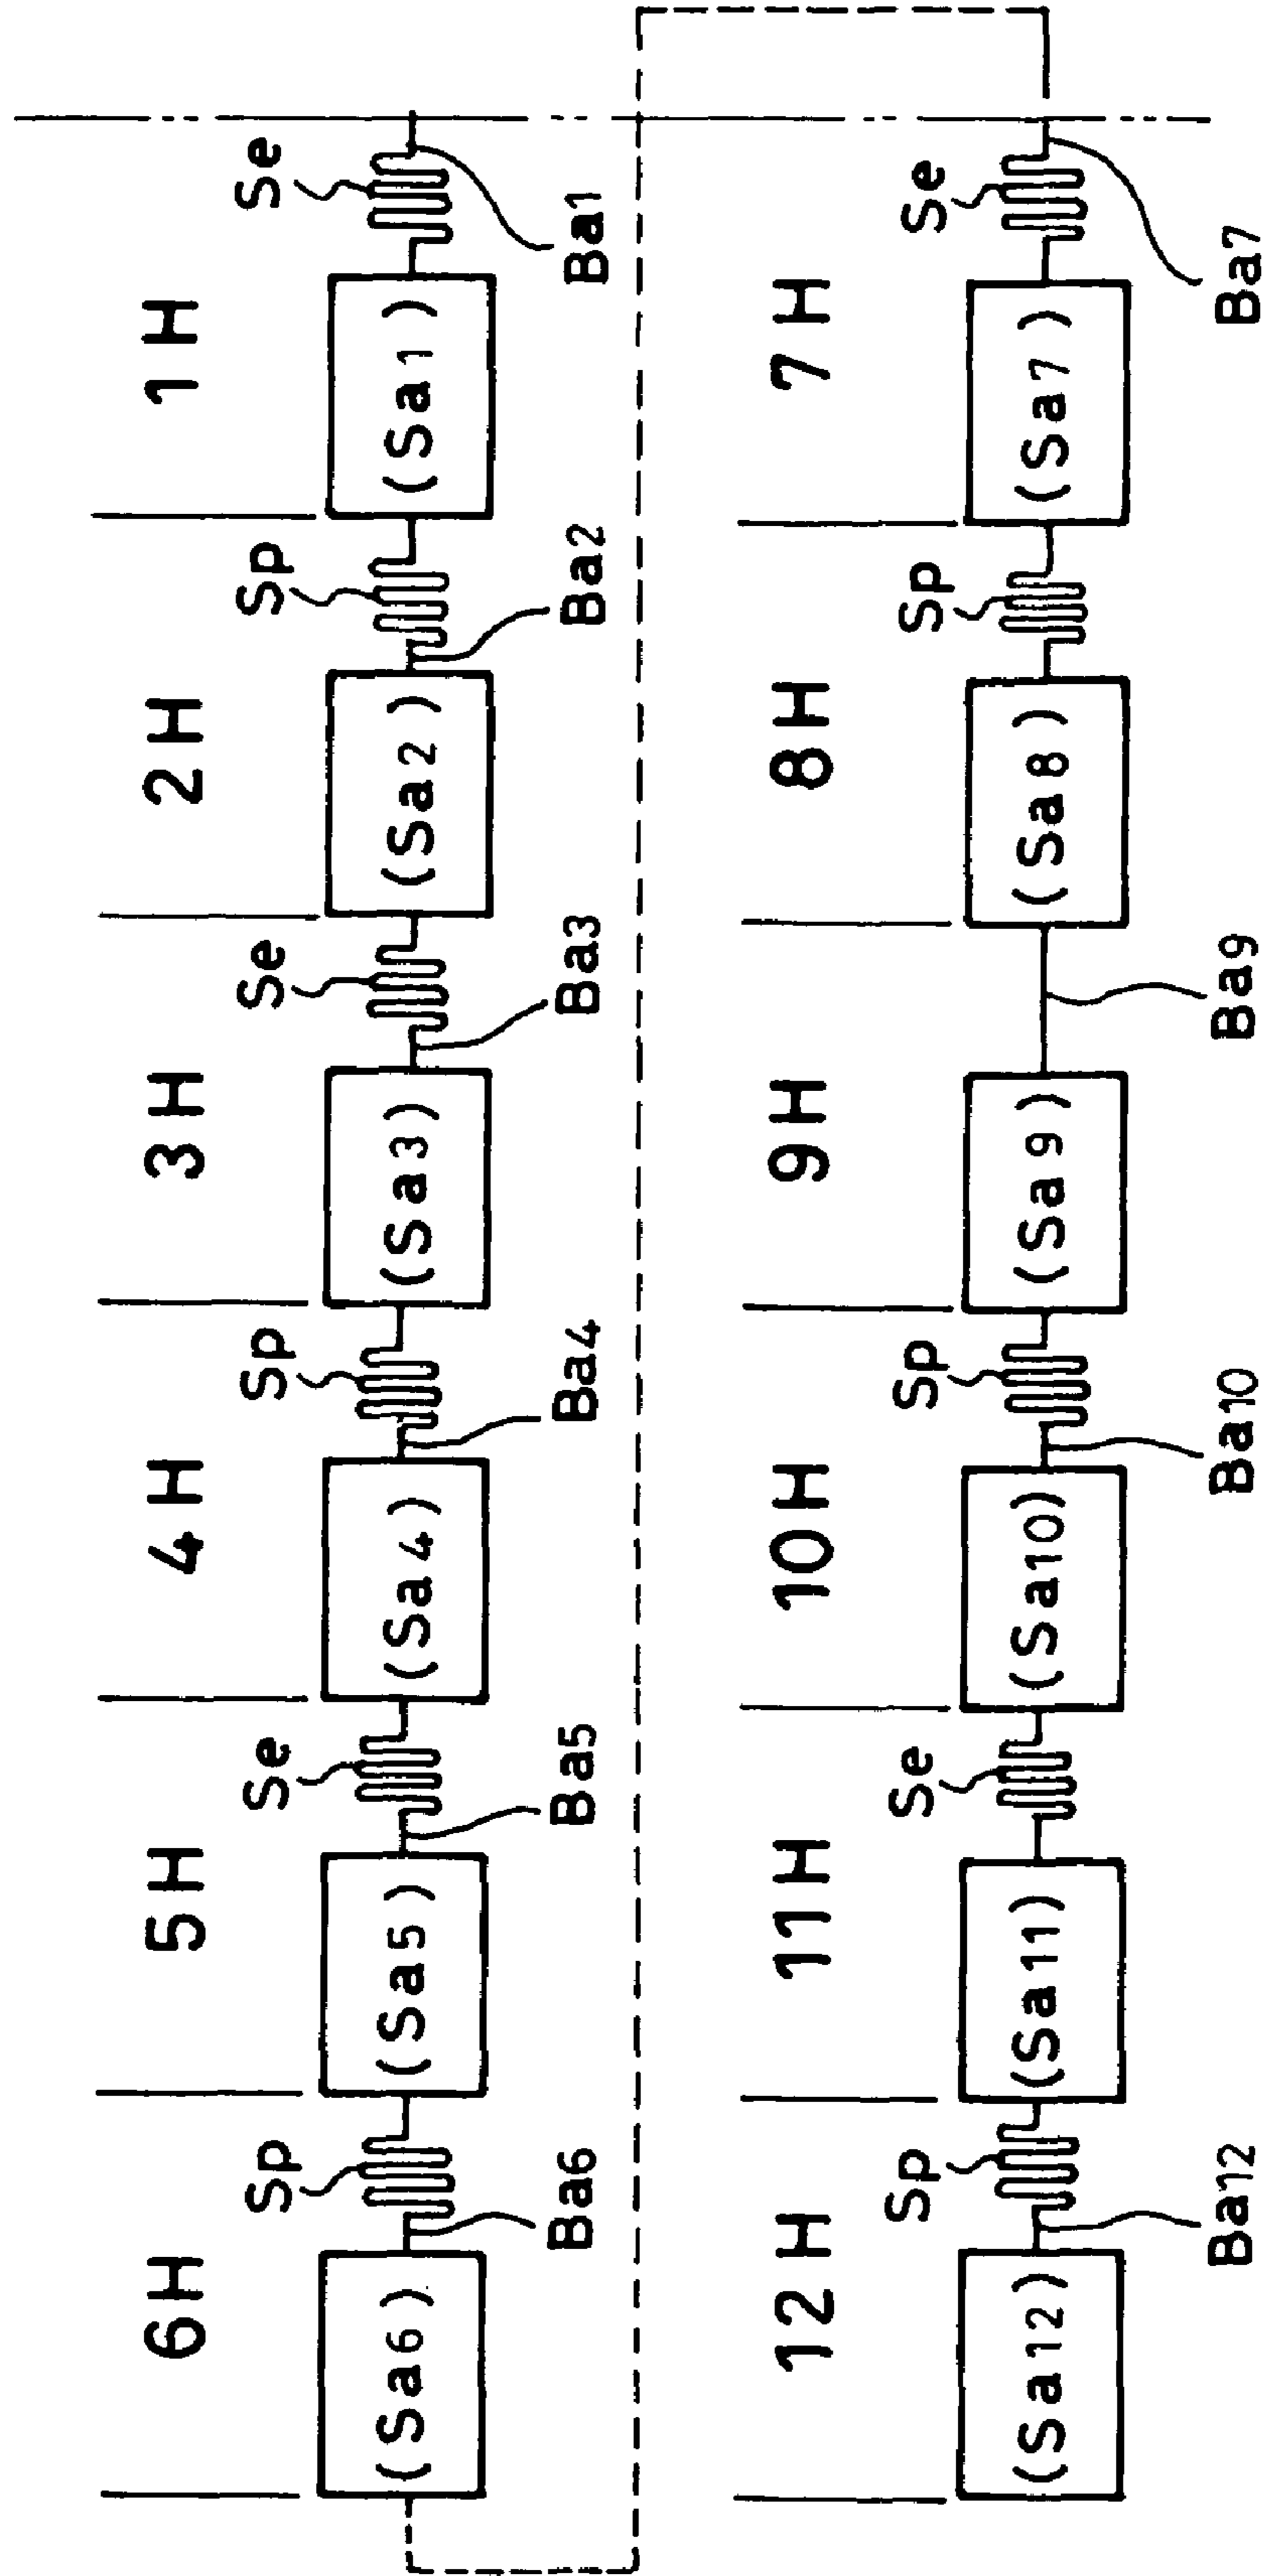 6H 5H 4H 3H 2H 1H
Sp Se Sp Se Sp Se
(Sa6) (Sa5) (Sa4) (Sa3) (Sa2) (Sa1)
Ba6 Ba5 Ba4 Ba3 Ba2 Ba1
12H 11H 10H 9H 8H 7H
Sp Se Sp Sp Se
(Sa12) (Sa11) (Sa10) (Sa9) (Sa8) (Sa7)
Ba12 Ba10 Ba9 Ba7